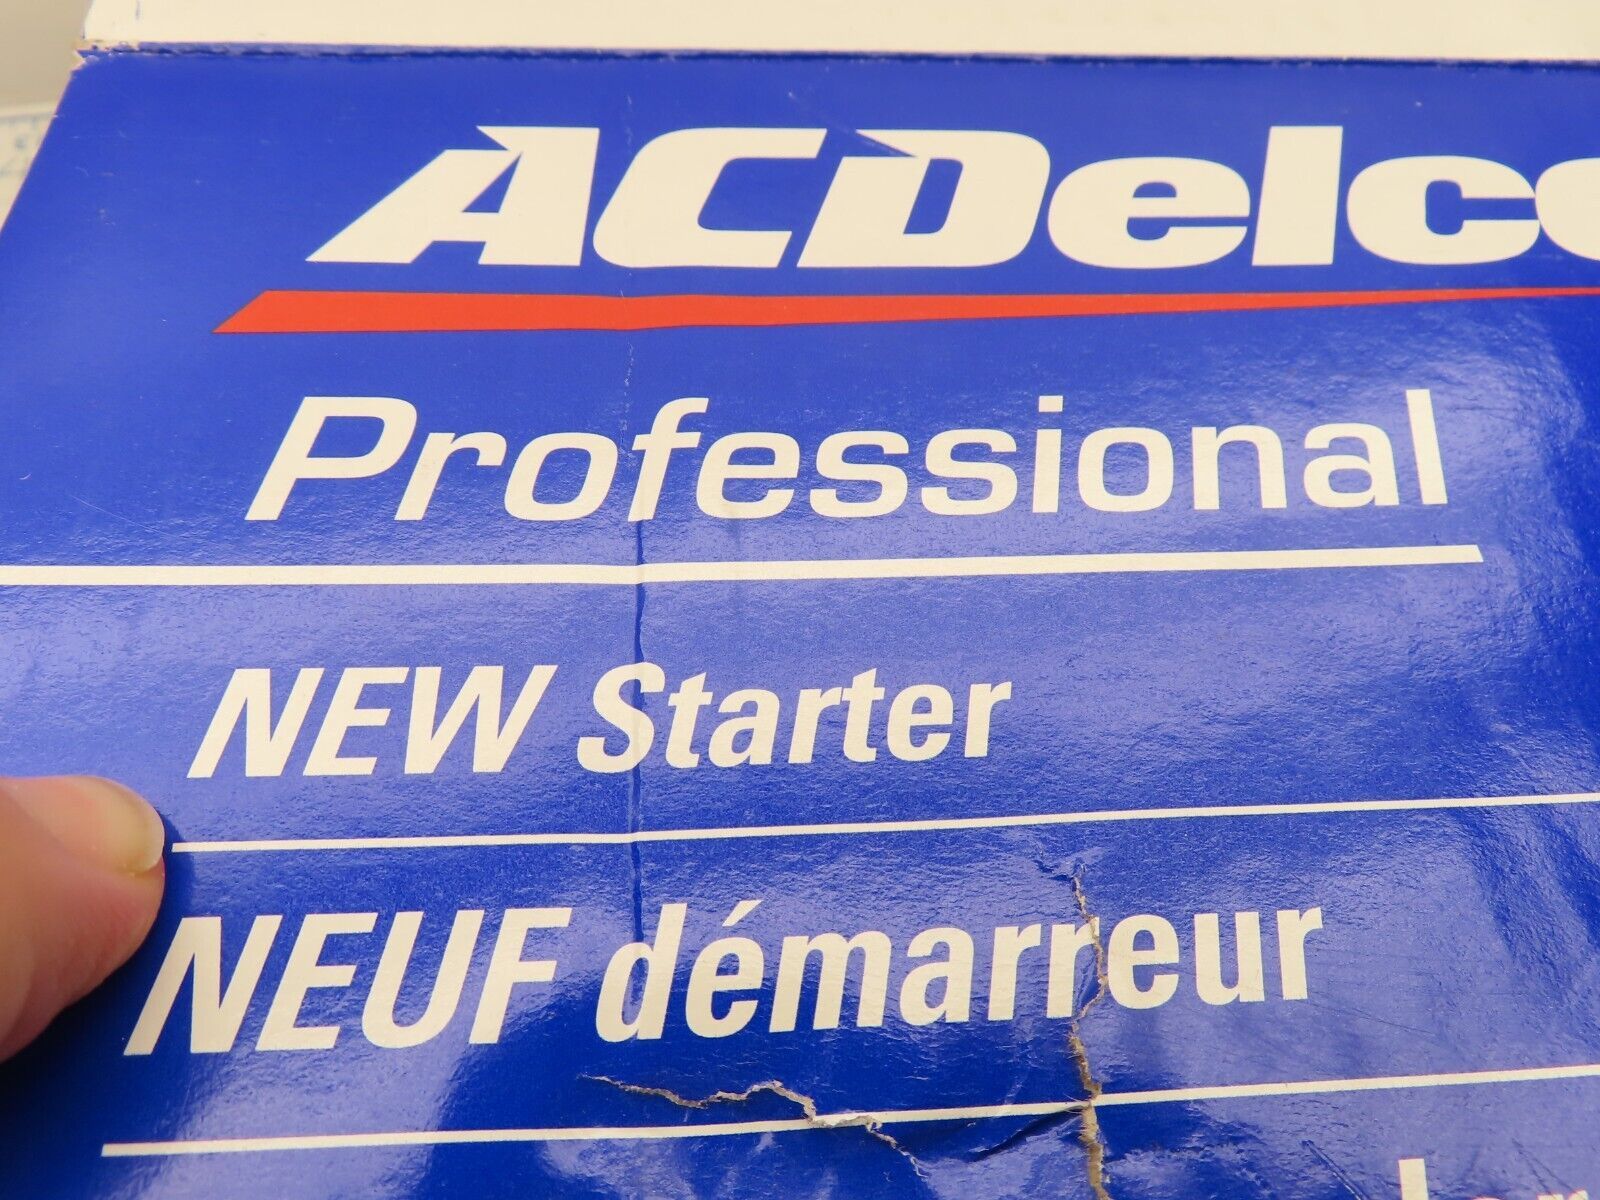 ACDelco
Professional
NEW Starter
NEUF démarreur